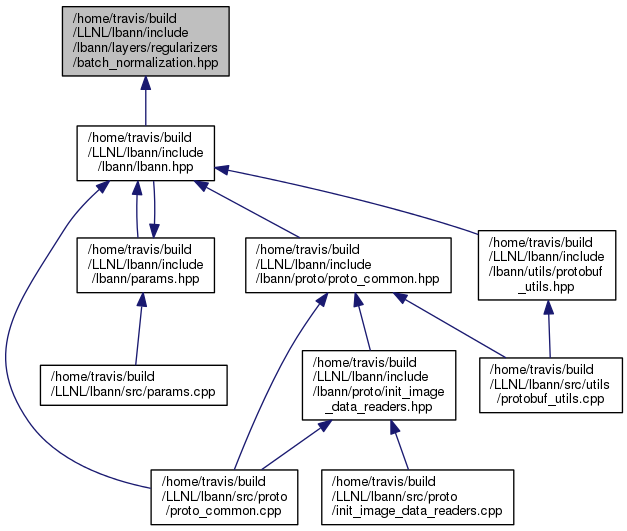 /home/travis/build
/LLNL/lbann/include
/lbann/layers/regularizers
/batch_normalization.hpp
/home/travis/build
/LLNL/lbann/include
/lbann/lbann.hpp
/home/travis/build
/LLNL/lbann/include
/lbann/params.hpp
/home/travis/build
/LLNL/lbann/include
/lbann/proto/proto_common.hpp
/home/travis/build
/LLNL/lbann/include
/lbann/utils/protobuf
_utils.hpp
/home/travis/build
/LLNL/lbann/src/params.cpp
/home/travis/build
/LLNL/lbann/include
/lbann/proto/init_image
_data_readers.hpp
/home/travis/build
/LLNL/lbann/src/utils
/protobuf_utils.cpp
/home/travis/build
/LLNL/lbann/src/proto
/proto_common.cpp
/home/travis/build
/LLNL/lbann/src/proto
/init_image_data_readers.cpp